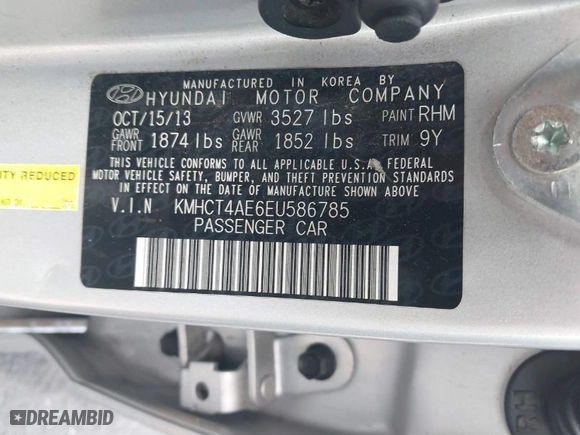 MANUFACTURED IN KOREA BY
HYUNDAI MOTOR COMPANY
OCT/15/13 GVWR 3527 lbs PAINT RHM
GAWR FRONT 1874 lbs GAWR REAR 1852 lbs TRIM 9Y
THIS VEHICLE CONFORMS TO ALL APPLICABLE U.S.A. FEDERAL
MOTOR VEHICLE SAFETY, BUMPER, AND THEFT PREVENTION STANDARDS
IN EFFECT ON THE DATE OF MANUFACTURE SHOWN ABOVE
V.I.N KMHCT4AE6EU586785
PASSENGER CAR
REDUCED
RH
DREAMBID